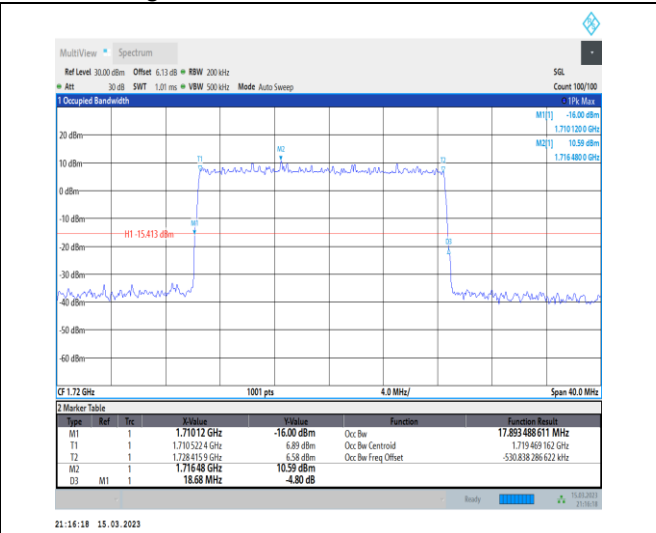 MultiView Spectrum
Ref Level 30.00 dBm Offset 6.13 dB RBW 200 kHz SGL
Att 30 dB SWT 1.01 ms VBW 500 kHz Mode Auto Sweep Count 100/100
1 Occupied Bandwidth 1Pk Max
M1[1] -16.00 dBm
1.710 120 0 GHz
M2[1] 10.59 dBm
1.716 480 0 GHz
20 dBm
M2
T1 T2
10 dBm
0 dBm
-10 dBm
M1
H1 -15.413 dBm
-20 dBm
D3
-30 dBm
-40 dBm
-50 dBm
-60 dBm
CF 1.72 GHz 1001 pts 4.0 MHz/ Span 40.0 MHz
2 Marker Table
Type Ref Trc X-Value Y-Value Function Function Result
M1 1 1.71012 GHz -16.00 dBm Occ Bw 17.893 488 611 MHz
T1 1 1.710 522 4 GHz 6.89 dBm Occ Bw Centroid 1.719 469 162 GHz
T2 1 1.728 415 9 GHz 6.58 dBm Occ Bw Freq Offset -530.838 286 622 kHz
M2 1 1.71648 GHz 10.59 dBm
D3 M1 1 18.68 MHz -4.80 dB
Ready 15.03.2023
21:16:18
21:16:18 15.03.2023